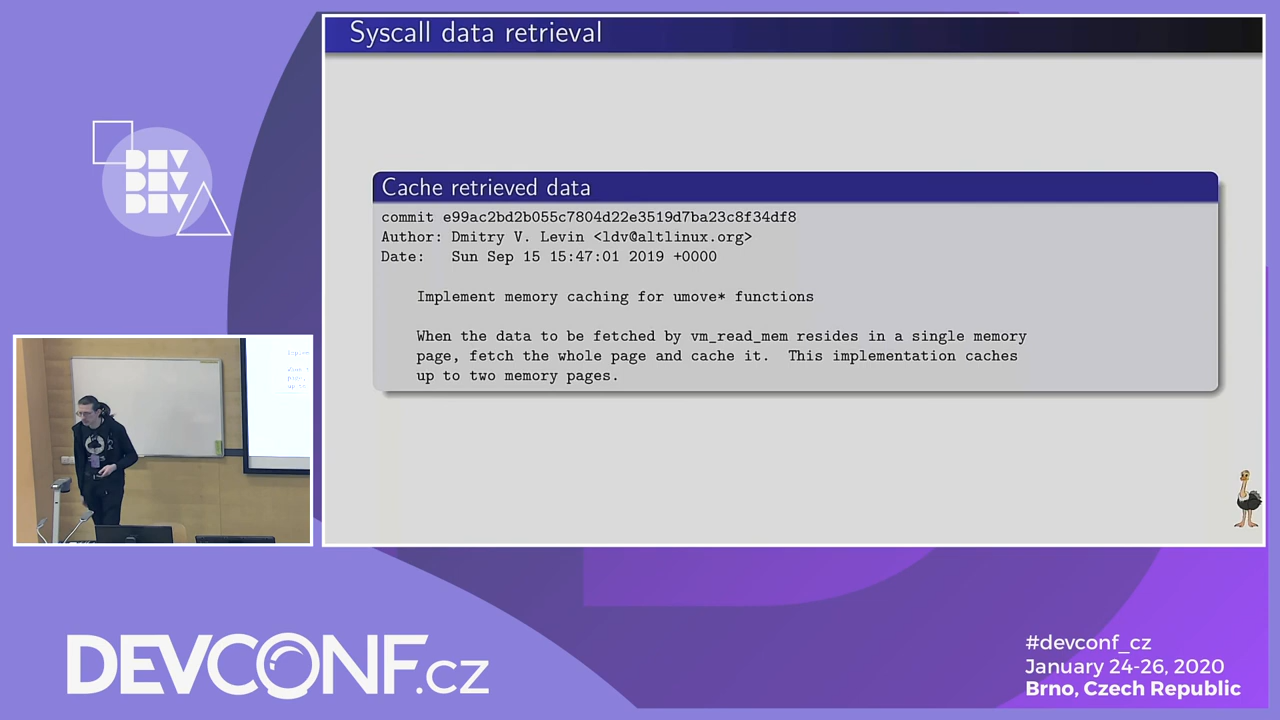 Syscall data retrieval
Cache retrieved data
commit e99ac2bd2b055c7804d22e3519d7ba23c8f34df8
Author: Dmitry V. Levin <ldv@altlinux.org>
Date:   Sun Sep 15 15:47:01 2019 +0000
Implement memory caching for umove* functions
When the data to be fetched by vm_read_mem resides in a single memory
page, fetch the whole page and cache it.  This implementation caches
up to two memory pages.
DEV
DEV
DEV
DEVCONF.cz
#devconf_cz
January 24-26, 2020
Brno, Czech Republic